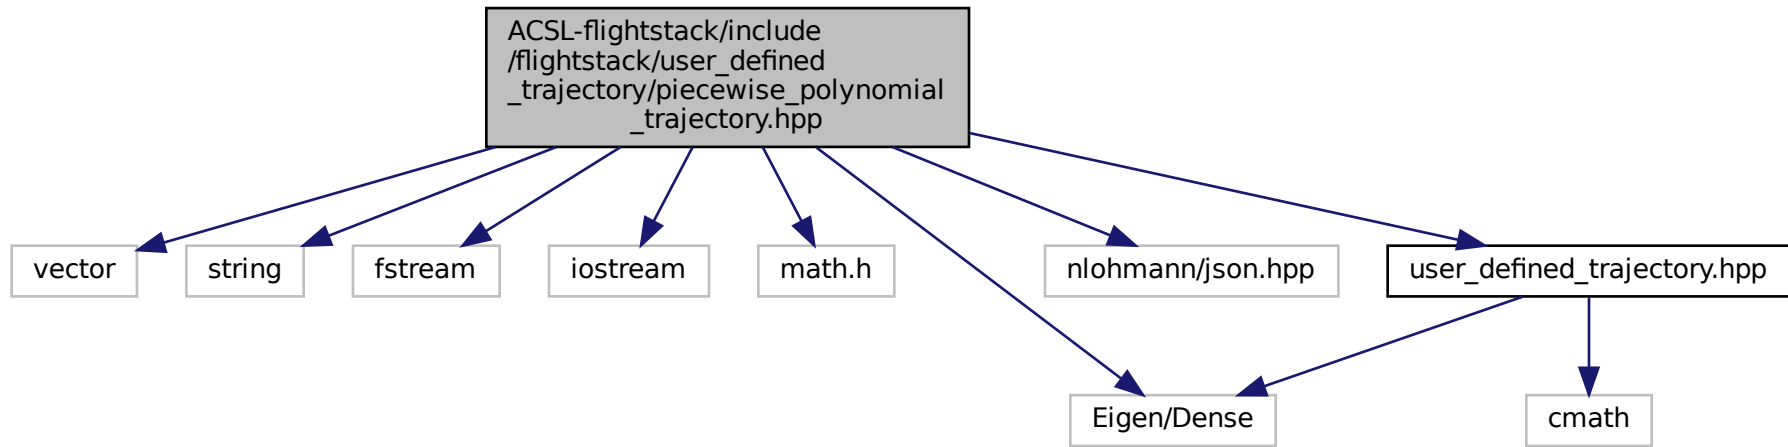 ACSL-flightstack/include
/flightstack/user_defined
_trajectory/piecewise_polynomial
_trajectory.hpp
vector
string
fstream
iostream
math.h
nlohmann/json.hpp
user_defined_trajectory.hpp
Eigen/Dense
cmath